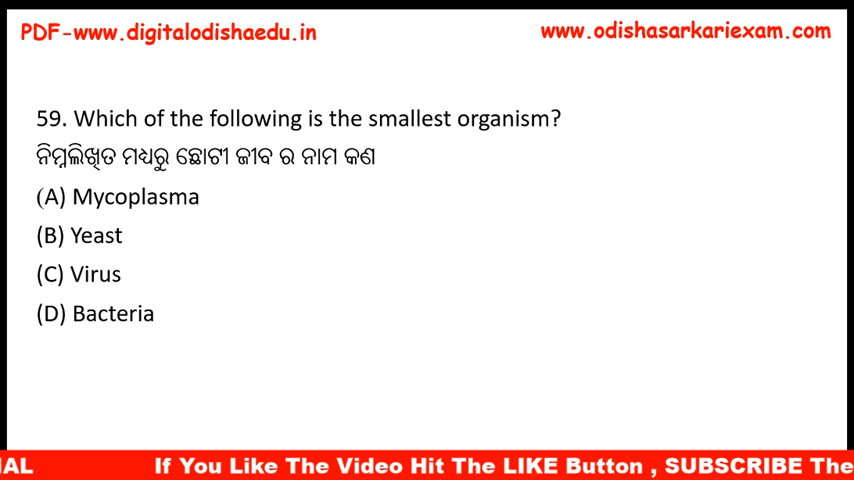 PDF-www.digitalodishaedu.in
www.odishasarkariexam.com
59. Which of the following is the smallest organism?
ନିମ୍ନଲିଖିତ ମଧ୍ୟରୁ ଛୋଟୀ ଜୀବ ର ନାମ କଣ
(A) Mycoplasma
(B) Yeast
(C) Virus
(D) Bacteria
IAL If You Like The Video Hit The LIKE Button , SUBSCRIBE The